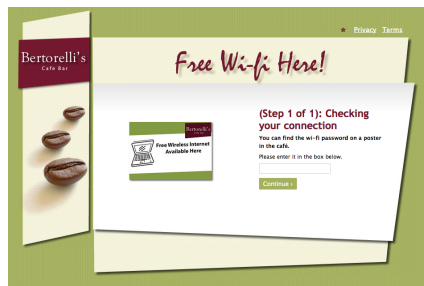 Privacy Terms
Bertorelli's
Cafe Bar
Free Wi-fi Here!
Bertorelli's
Free Wireless Internet
Available Here
(Step 1 of 1): Checking
your connection
You can find the wi-fi password on a poster
in the café.
Please enter it in the box below.
Continue ›